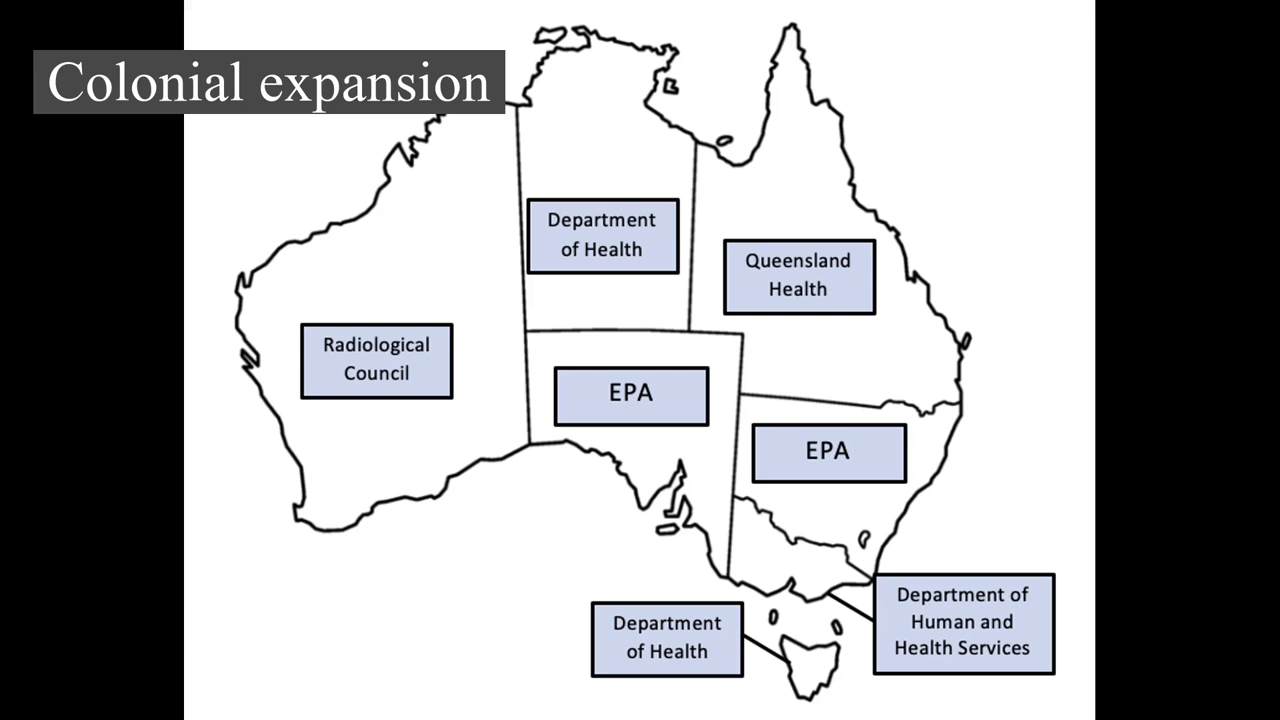 Colonial expansion
Department
of Health
Queensland
Health
Radiological
Council
EPA
EPA
Department of
Human and
Health Services
Department
of Health